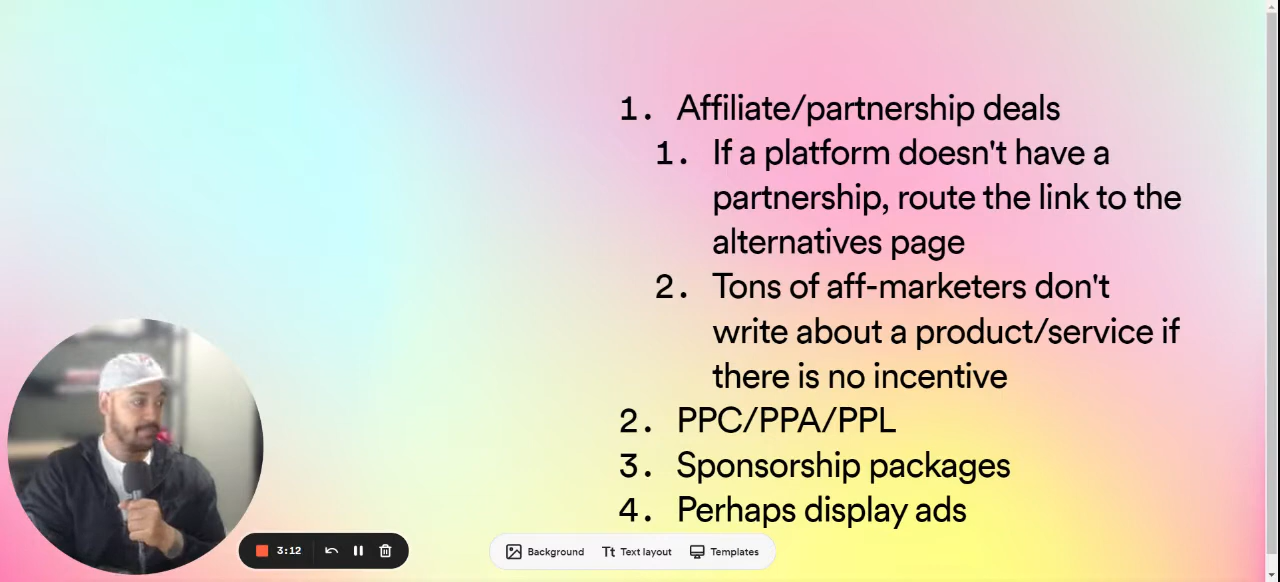 1. Affiliate/partnership deals
1. If a platform doesn't have a
partnership, route the link to the
alternatives page
2. Tons of aff-marketers don't
write about a product/service if
there is no incentive
2. PPC/PPA/PPL
3. Sponsorship packages
4. Perhaps display ads
3:12
Background Tt Text layout Templates